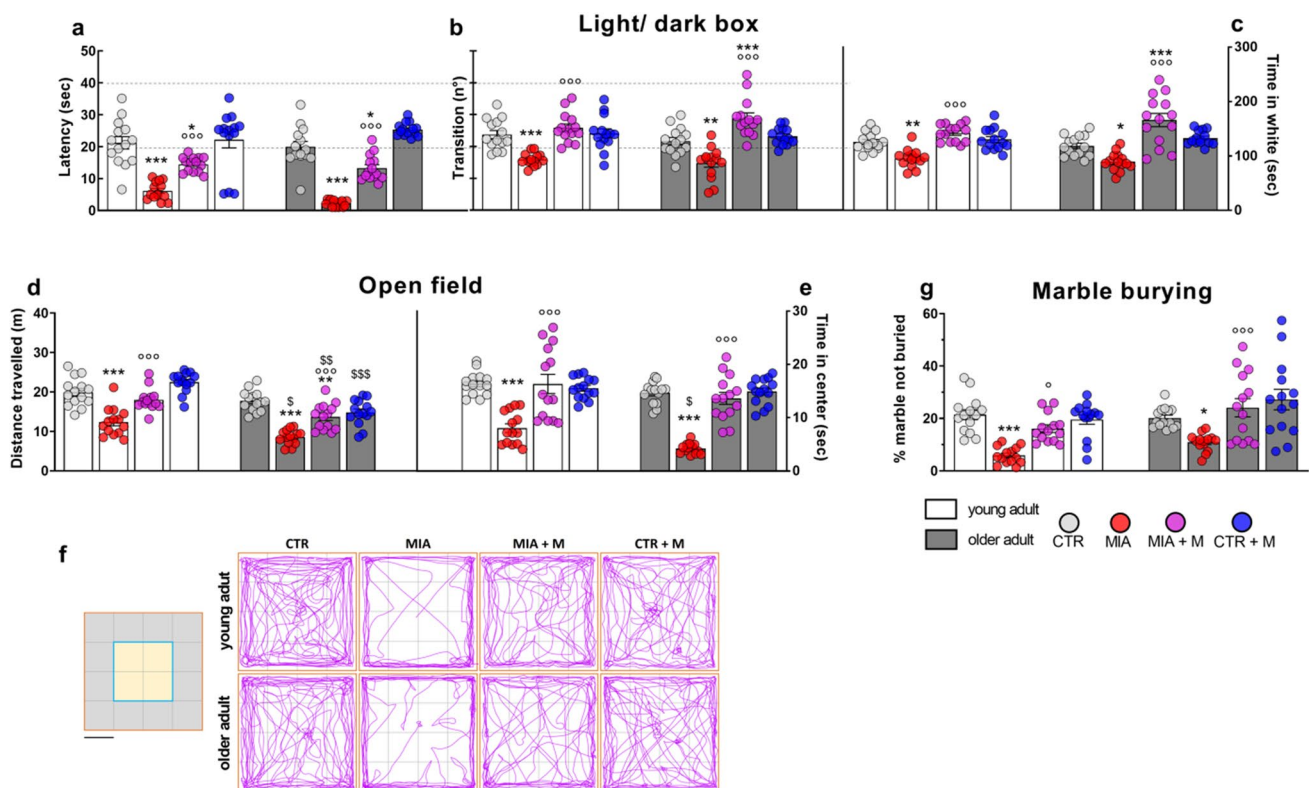 a
b
Light/ dark box
c
Latency (sec)
50
40
30
20
10
0
***
*
°°°
***
*
°°°
Transition (n°)
***
°°°
**
***
°°°
**
°°°
*
***
°°°
300
200
100
0
Time in white (sec)
d
Open field
e
Distance travelled (m)
40
30
20
10
0
***
°°°
$
***
$$
°°°
**
$$$
***
°°°
$
***
°°°
30
20
10
0
Time in center (sec)
g
Marble burying
% marble not buried
60
40
20
0
***
°
*
°°°
young adult
older adult
CTR
MIA
MIA + M
CTR + M
f
CTR
MIA
MIA + M
CTR + M
young adut
older adult